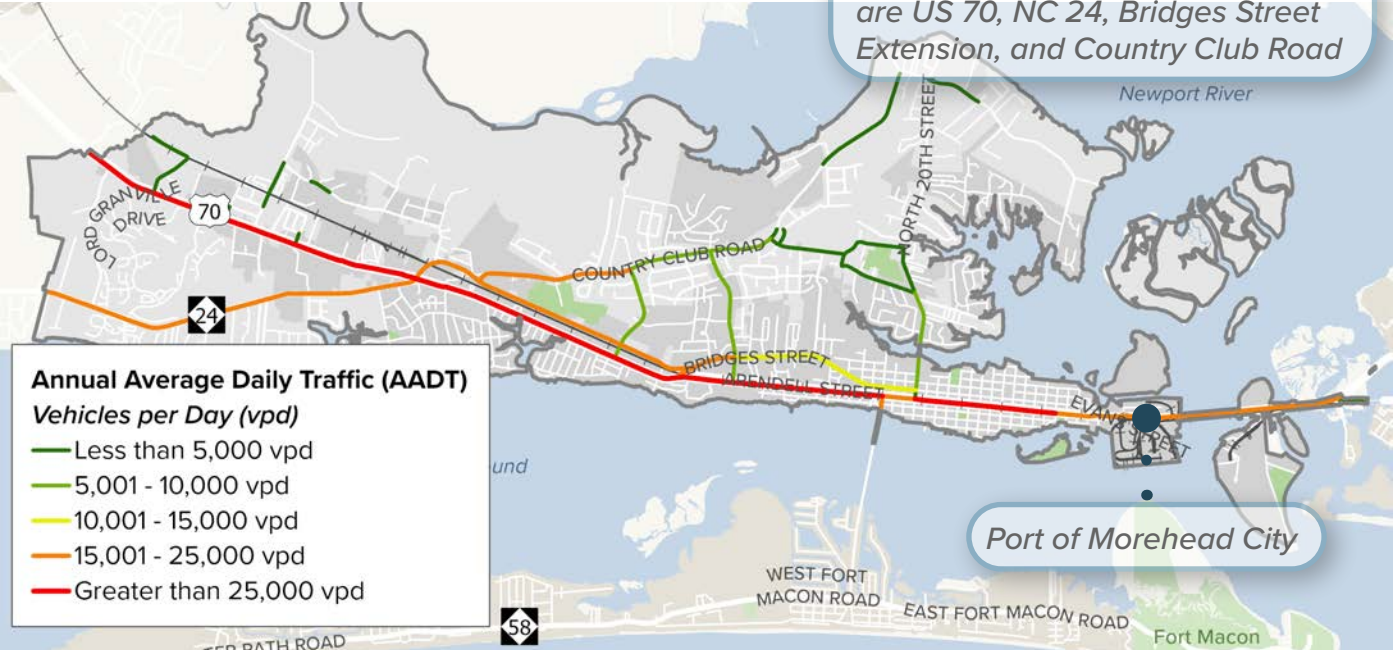 are US 70, NC 24, Bridges Street
Extension, and Country Club Road
Newport River
NORTH 20TH STREET
LORD GRANVILLE
DRIVE
70
COUNTRY CLUB ROAD
24
BRIDGES STREET
ARENDELL STREET
EVANS STREET
Annual Average Daily Traffic (AADT)
Vehicles per Day (vpd)
Less than 5,000 vpd
5,001 - 10,000 vpd
10,001 - 15,000 vpd
15,001 - 25,000 vpd
Greater than 25,000 vpd
und
Port of Morehead City
WEST FORT
MACON ROAD
EAST FORT MACON ROAD
58
PATH ROAD
Fort Macon